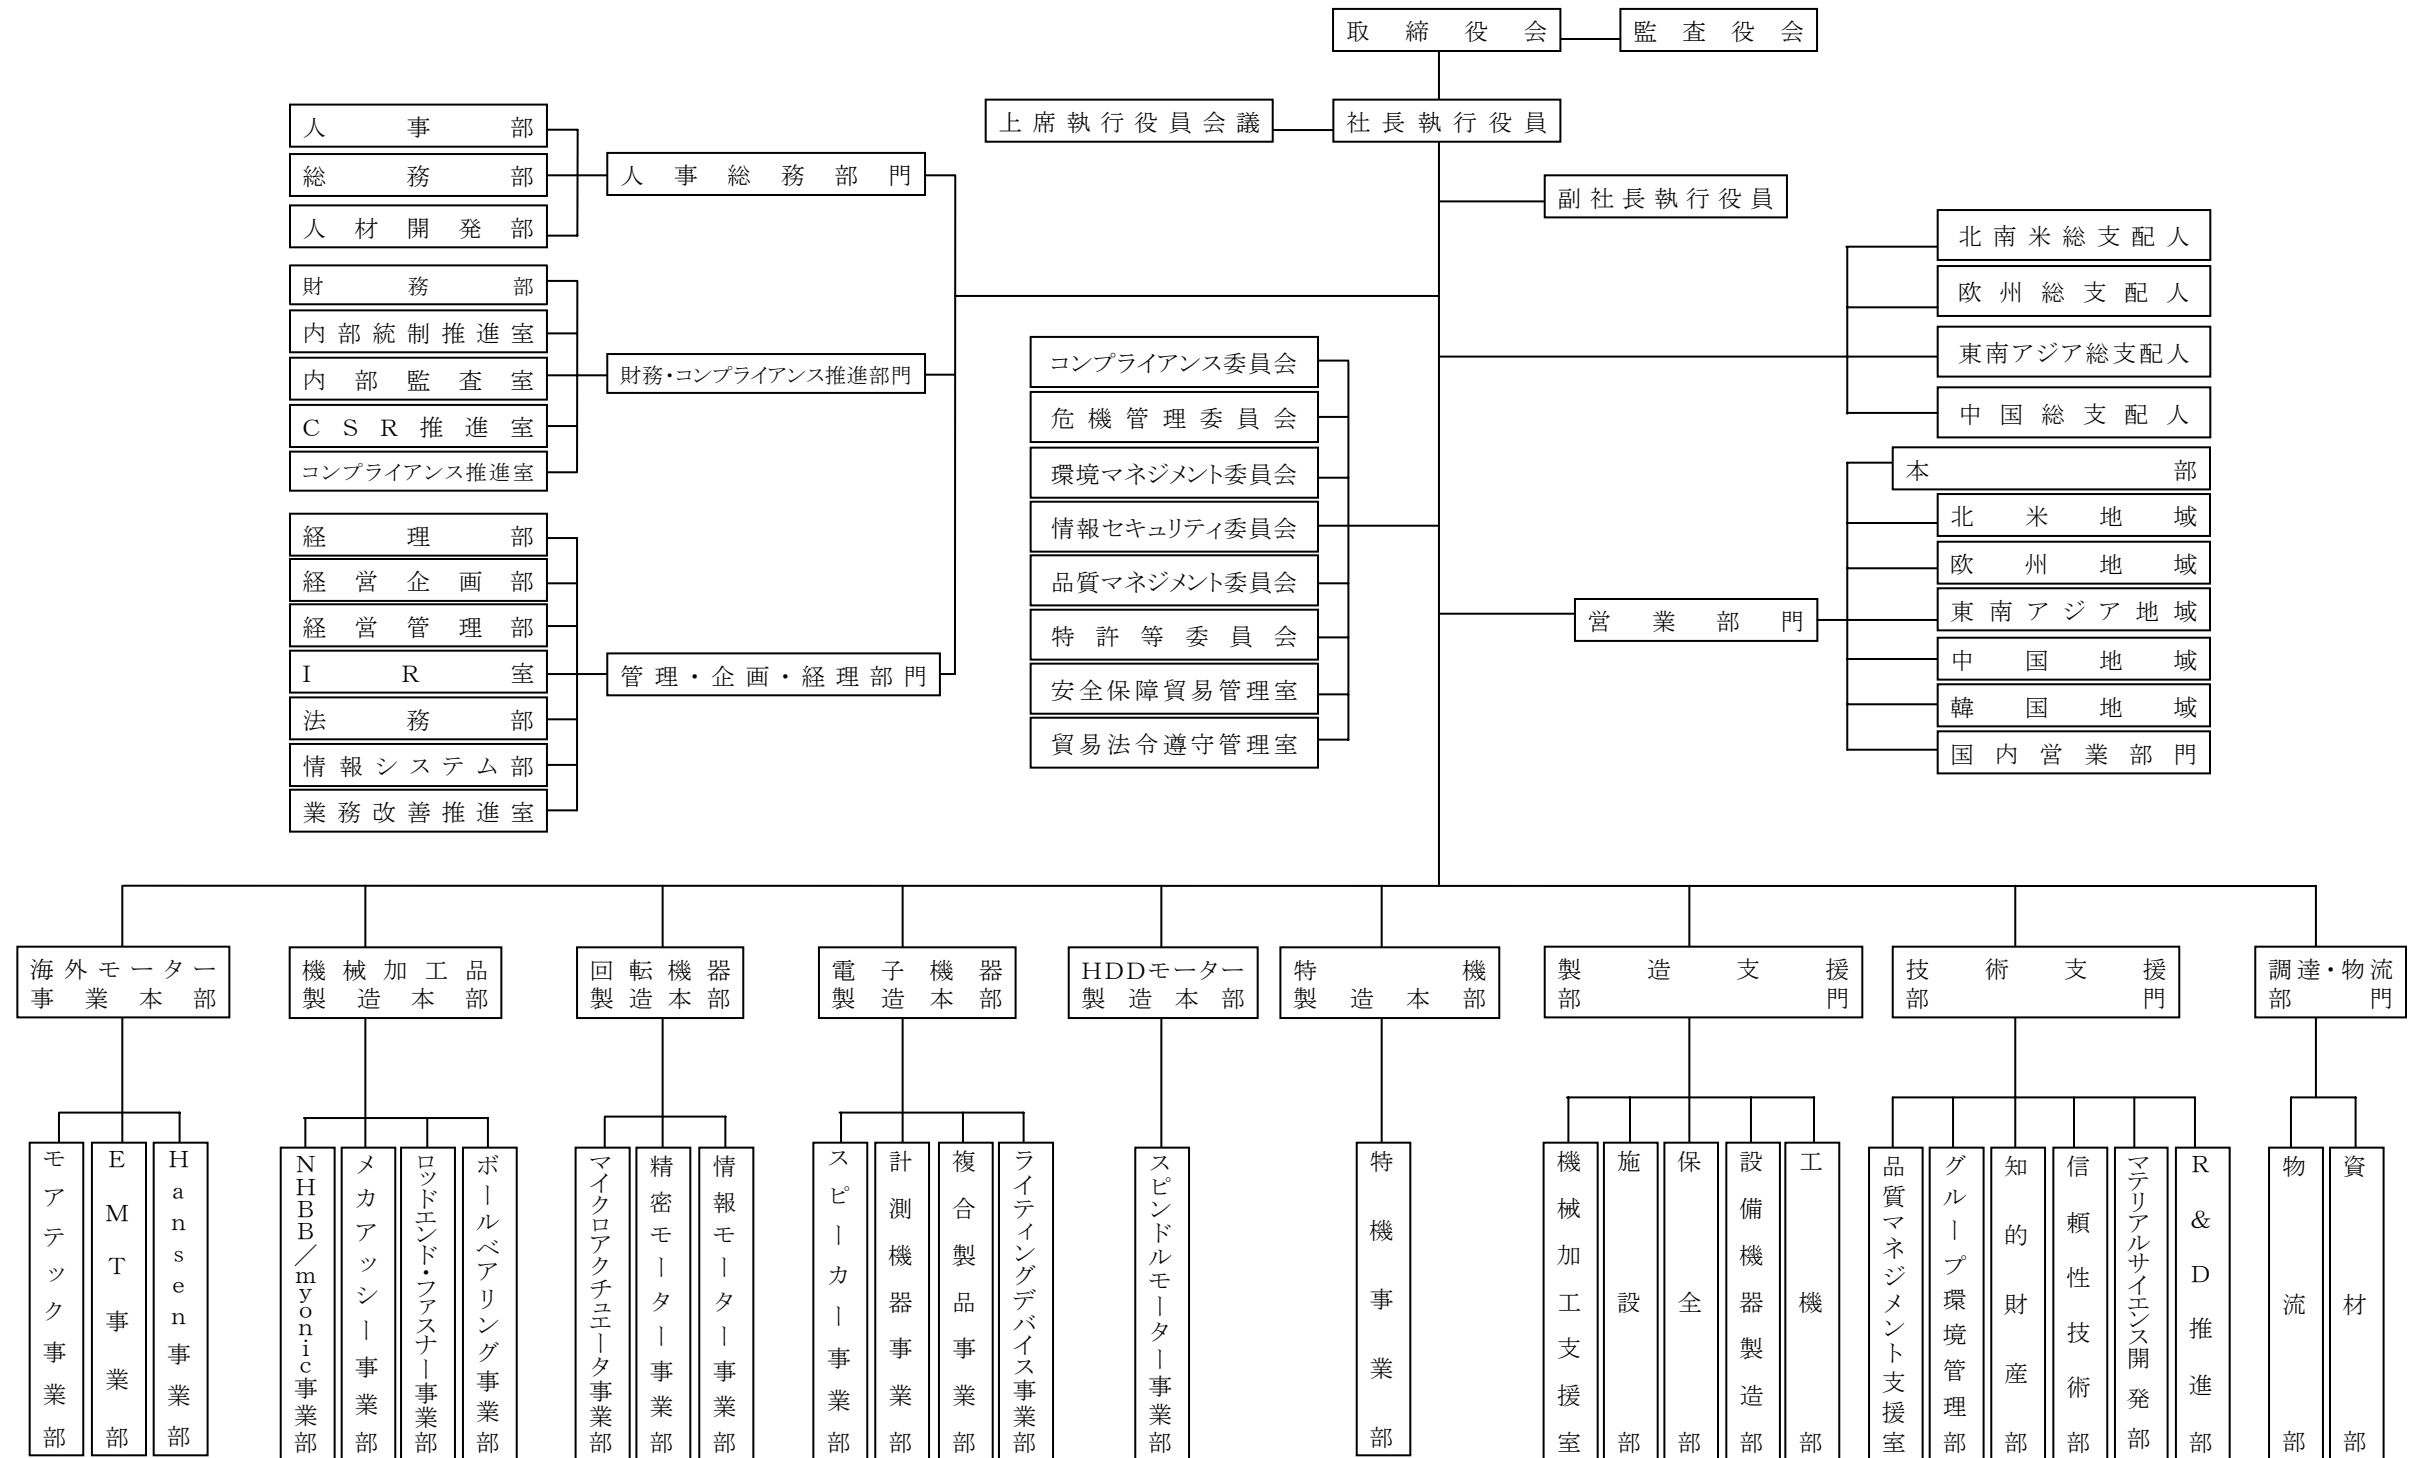 取締役会
監査役会
上席執行役員会議
社長執行役員
副社長執行役員
人事部
総務部
人材開発部
人事総務部門
財務部
内部統制推進室
内部監査室
CSR推進室
コンプライアンス推進室
財務・コンプライアンス推進部門
経理部
経営企画部
経営管理部
IR室
法務部
情報システム部
業務改善推進室
管理・企画・経理部門
コンプライアンス委員会
危機管理委員会
環境マネジメント委員会
情報セキュリティ委員会
品質マネジメント委員会
特許等委員会
安全保障貿易管理室
貿易法令遵守管理室
北南米総支配人
欧州総支配人
東南アジア総支配人
中国総支配人
営業部門
本部
北米地域
欧州地域
東南アジア地域
中国地域
韓国地域
国内営業部門
海外モーター
事業本部
機械加工品
製造本部
回転機器
製造本部
電子機器
製造本部
HDDモーター
製造本部
特機
製造本部
製造支援
部門
技術支援
部門
調達・物流
部門
モアテック事業部
EMT事業部
Hansen事業部
NHBB/myonic事業部
メカアッシー事業部
ロッドエンド・ファスナー事業部
ボールベアリング事業部
マイクロアクチュエータ事業部
精密モーター事業部
情報モーター事業部
スピーカー事業部
計測機器事業部
複合製品事業部
ライティングデバイス事業部
スピンドルモーター事業部
特機事業部
機械加工支援室
施設部
保全部
設備機器製造部
工機部
品質マネジメント支援室
グループ環境管理部
知的財産部
信頼性技術部
マテリアルサイエンス開発部
R&D推進部
物流部
資材部